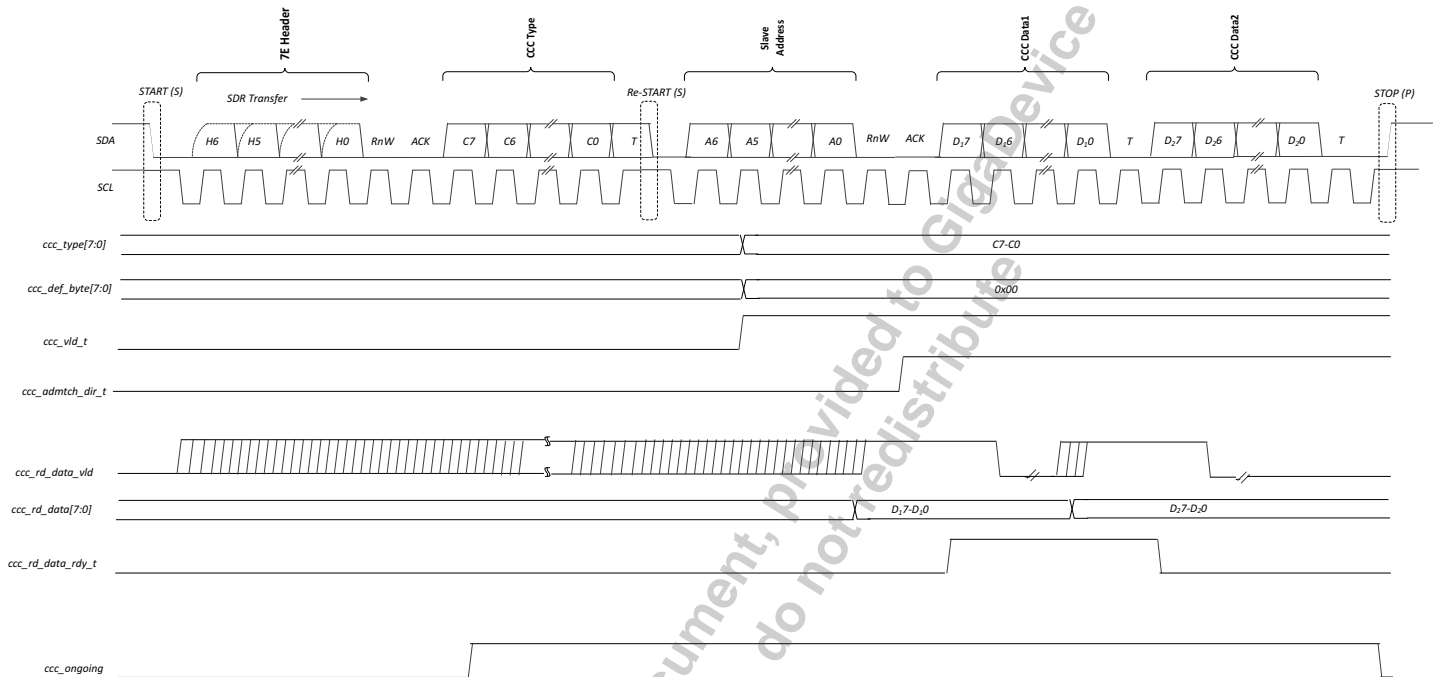 7E Header
CCC Type
Slave
Address
CCC Data1
CCC Data2
START (S)
SDR Transfer
Re-START (S)
STOP (P)
SDA
H6 H5 H0 RnW ACK C7 C6 C0 T A6 A5 A0 RnW ACK D₁7 D₁6 D₁0 T D₂7 D₂6 D₂0 T
SCL
ccc_type[7:0]
C7-C0
ccc_def_byte[7:0]
0x00
ccc_vld_t
ccc_admtch_dir_t
ccc_rd_data_vld
ccc_rd_data[7:0]
D₁7-D₁0
D₂7-D₂0
ccc_rd_data_rdy_t
ccc_ongoing
provided to GigaDevice
do not redistribute